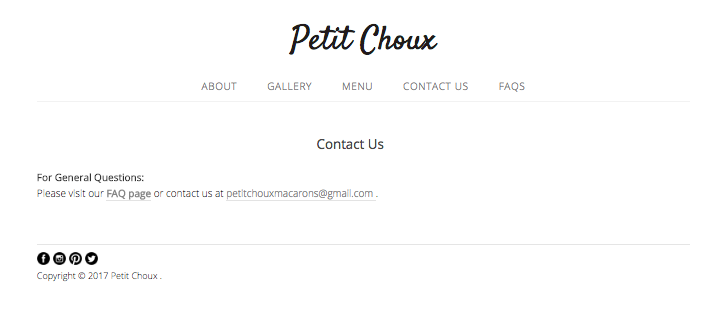 Petit Choux
ABOUT GALLERY MENU CONTACT US FAQS
Contact Us
For General Questions:
Please visit our FAQ page or contact us at petitchouxmacarons@gmail.com .
Copyright © 2017 Petit Choux .